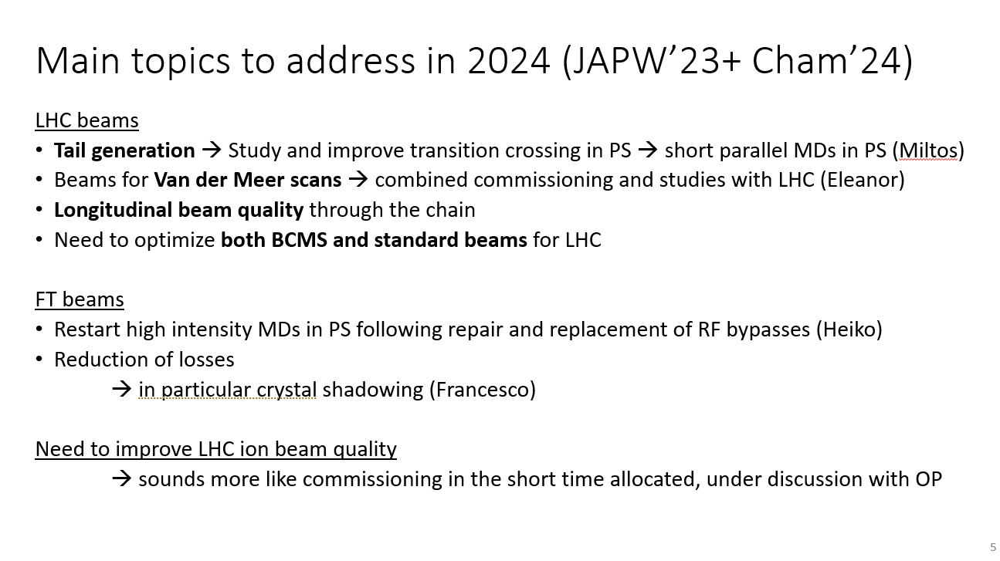 Main topics to address in 2024 (JAPW’23+ Cham’24)
LHC beams
• Tail generation → Study and improve transition crossing in PS → short parallel MDs in PS (Miltos)
• Beams for Van der Meer scans → combined commissioning and studies with LHC (Eleanor)
• Longitudinal beam quality through the chain
• Need to optimize both BCMS and standard beams for LHC
FT beams
• Restart high intensity MDs in PS following repair and replacement of RF bypasses (Heiko)
• Reduction of losses
→ in particular crystal shadowing (Francesco)
Need to improve LHC ion beam quality
→ sounds more like commissioning in the short time allocated, under discussion with OP
5